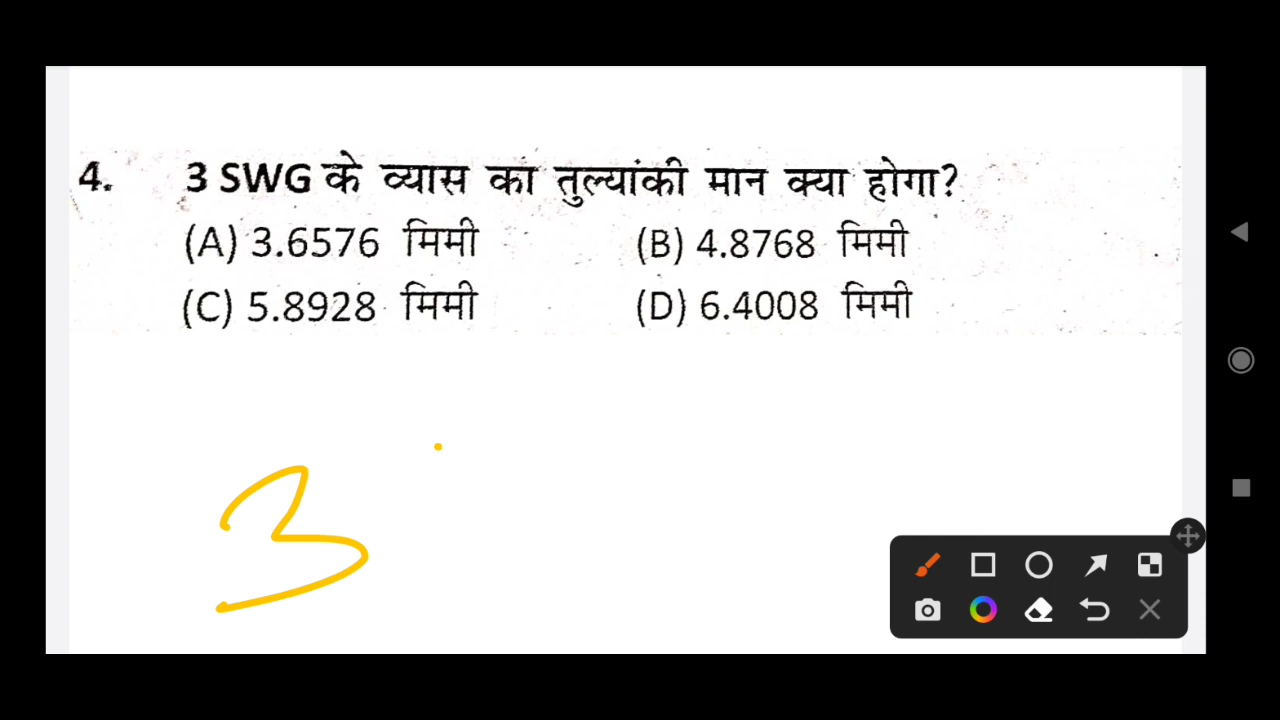 4. 3 SWG के व्यास का तुल्यांकी मान क्या होगा?
(A) 3.6576 मिमी (B) 4.8768 मिमी
(C) 5.8928 मिमी (D) 6.4008 मिमी
3